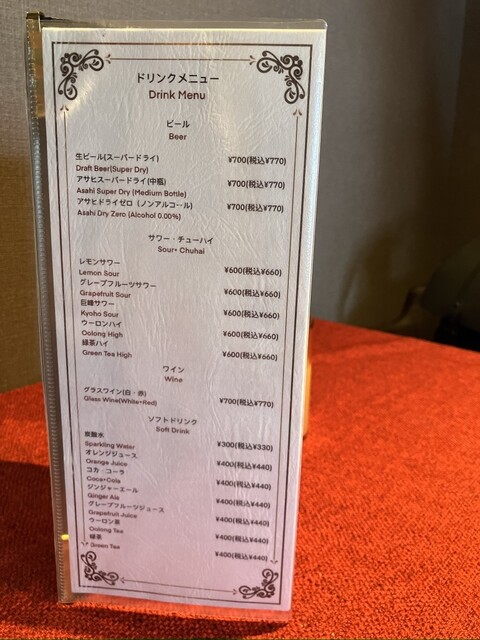 ドリンクメニュー
Drink Menu
ビール
Beer
生ビール(スーパードライ) ¥700(税込¥770)
Draft Beer(Super Dry)
アサヒスーパードライ(中瓶) ¥700(税込¥770)
Asahi Super Dry (Medium Bottle)
アサヒドライゼロ（ノンアルコール) ¥700(税込¥770)
Asahi Dry Zero (Alcohol 0.00%)
サワー・チューハイ
Sour・Chuhai
レモンサワー ¥600(税込¥660)
Lemon Sour
グレープフルーツサワー ¥600(税込¥660)
Grapefruit Sour
巨峰サワー ¥600(税込¥660)
Kyoho Sour
ウーロンハイ ¥600(税込¥660)
Oolong High
緑茶ハイ ¥600(税込¥660)
Green Tea High
ワイン
Wine
グラスワイン(白・赤) ¥700(税込¥770)
Glass Wine(White・Red)
ソフトドリンク
Soft Drink
炭酸水 ¥300(税込¥330)
Sparkling Water
オレンジジュース ¥400(税込¥440)
Orange Juice
コカ・コーラ ¥400(税込¥440)
Coca・Cola
ジンジャーエール ¥400(税込¥440)
Ginger Ale
グレープフルーツジュース ¥400(税込¥440)
Grapefruit Juice
ウーロン茶 ¥400(税込¥440)
Oolong Tea
緑茶 ¥400(税込¥440)
Green Tea